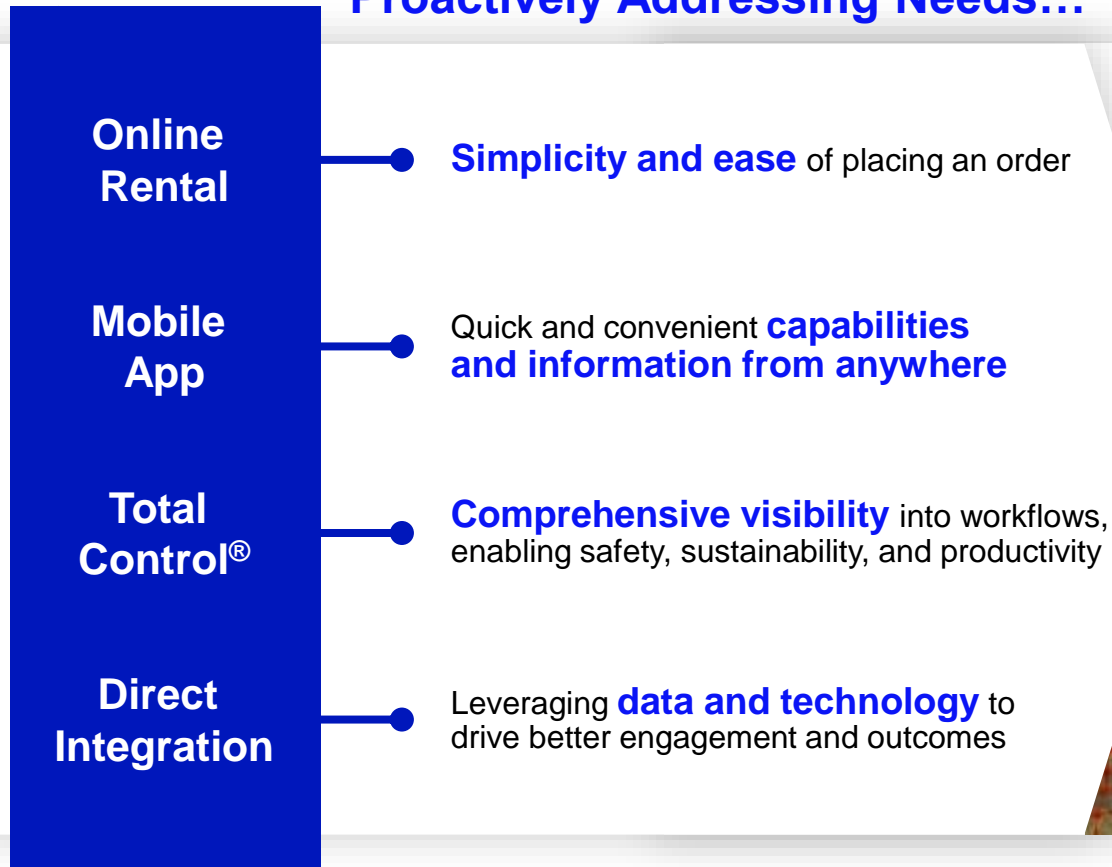 Proactively Addressing Needs…
Online
Rental
Simplicity and ease of placing an order
Mobile
App
Quick and convenient capabilities
and information from anywhere
Total
Control®
Comprehensive visibility into workflows,
enabling safety, sustainability, and productivity
Direct
Integration
Leveraging data and technology to
drive better engagement and outcomes